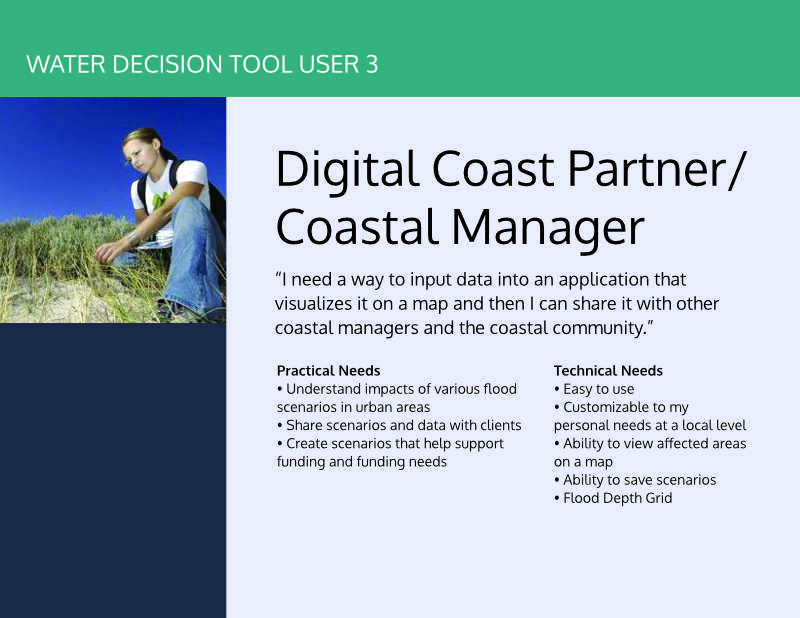 WATER DECISION TOOL USER 3
Digital Coast Partner/
Coastal Manager
“I need a way to input data into an application that
visualizes it on a map and then I can share it with other
coastal managers and the coastal community.”
Practical Needs
• Understand impacts of various flood
scenarios in urban areas
• Share scenarios and data with clients
• Create scenarios that help support
funding and funding needs
Technical Needs
• Easy to use
• Customizable to my
personal needs at a local level
• Ability to view affected areas
on a map
• Ability to save scenarios
• Flood Depth Grid